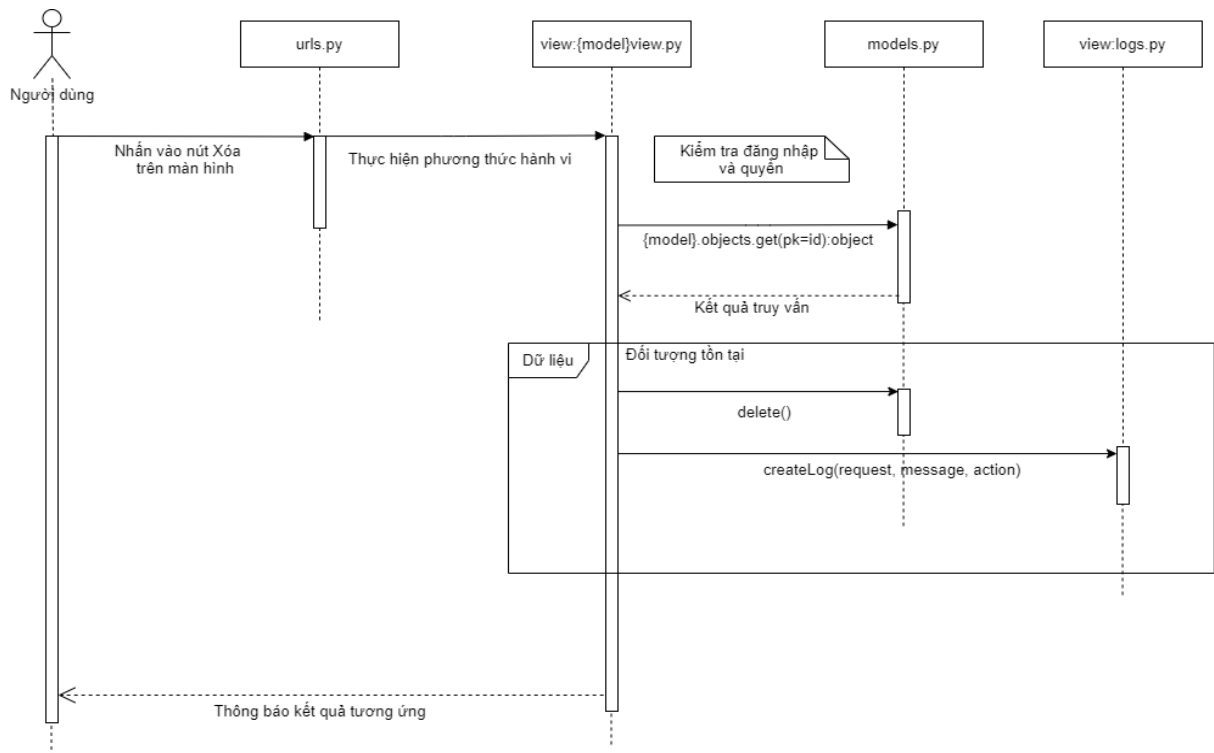 urls.py
view:{model}view.py
models.py
view:logs.py
Người dùng
Nhấn vào nút Xóa
trên màn hình
Thực hiện phương thức hành vi
Kiểm tra đăng nhập
và quyền
{model}.objects.get(pk=id):object
Kết quả truy vấn
Dữ liệu
Đối tượng tồn tại
delete()
createLog(request, message, action)
Thông báo kết quả tương ứng